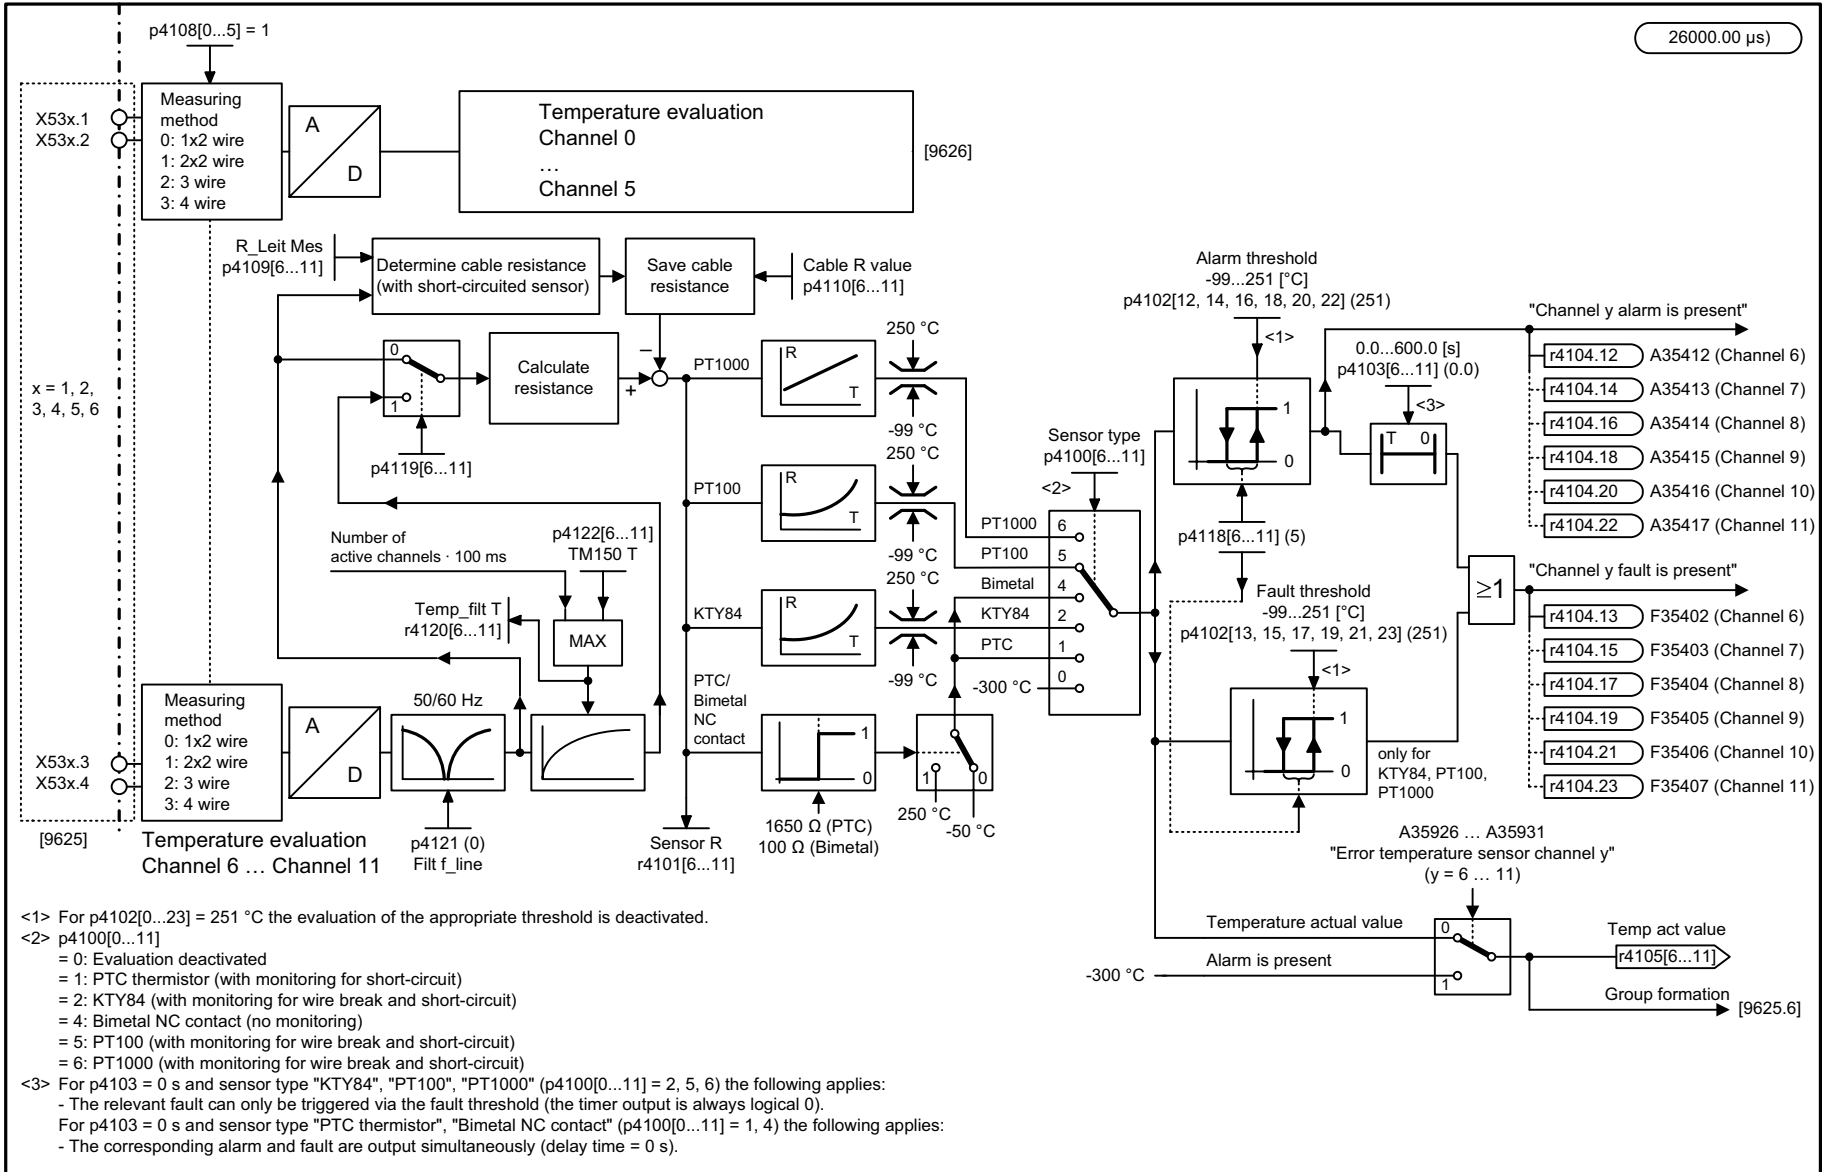 p4108[0...5] = 1
26000.00 µs)
X53x.1
X53x.2
Measuring
method
0: 1x2 wire
1: 2x2 wire
2: 3 wire
3: 4 wire
A
D
Temperature evaluation
Channel 0
...
Channel 5
[9626]
R_Leit Mes
p4109[6...11]
Determine cable resistance
(with short-circuited sensor)
Save cable
resistance
Cable R value
p4110[6...11]
x = 1, 2,
3, 4, 5, 6
0
1
p4119[6...11]
Calculate
resistance
+
–
PT1000
R
T
250 °C
-99 °C
PT100
R
T
250 °C
-99 °C
KTY84
R
T
250 °C
-99 °C
PTC/
Bimetal
NC
contact
1
0
1650 Ω (PTC)
100 Ω (Bimetal)
1
0
250 °C
-50 °C
Number of
active channels · 100 ms
p4122[6...11]
TM150 T
Temp_filt T
r4120[6...11]
MAX
50/60 Hz
p4121 (0)
Filt f_line
Sensor R
r4101[6...11]
X53x.3
X53x.4
[9625]
Measuring
method
0: 1x2 wire
1: 2x2 wire
2: 3 wire
3: 4 wire
A
D
Temperature evaluation
Channel 6 ... Channel 11
Sensor type
p4100[6...11]
<2>
PT1000
6
PT100
5
Bimetal
4
KTY84
2
PTC
1
-300 °C
0
Alarm threshold
-99...251 [°C]
p4102[12, 14, 16, 18, 20, 22] (251)
<1>
1
0
p4118[6...11] (5)
Fault threshold
-99...251 [°C]
p4102[13, 15, 17, 19, 21, 23] (251)
<1>
1
0
only for
KTY84, PT100,
PT1000
0.0...600.0 [s]
p4103[6...11] (0.0)
<3>
T 0
≥1
"Channel y alarm is present"
r4104.12 A35412 (Channel 6)
r4104.14 A35413 (Channel 7)
r4104.16 A35414 (Channel 8)
r4104.18 A35415 (Channel 9)
r4104.20 A35416 (Channel 10)
r4104.22 A35417 (Channel 11)
"Channel y fault is present"
r4104.13 F35402 (Channel 6)
r4104.15 F35403 (Channel 7)
r4104.17 F35404 (Channel 8)
r4104.19 F35405 (Channel 9)
r4104.21 F35406 (Channel 10)
r4104.23 F35407 (Channel 11)
A35926 ... A35931
"Error temperature sensor channel y"
(y = 6 ... 11)
Temperature actual value
0
-300 °C
Alarm is present
1
Temp act value
r4105[6...11]
Group formation
[9625.6]
<1> For p4102[0...23] = 251 °C the evaluation of the appropriate threshold is deactivated.
<2> p4100[0...11]
= 0: Evaluation deactivated
= 1: PTC thermistor (with monitoring for short-circuit)
= 2: KTY84 (with monitoring for wire break and short-circuit)
= 4: Bimetal NC contact (no monitoring)
= 5: PT100 (with monitoring for wire break and short-circuit)
= 6: PT1000 (with monitoring for wire break and short-circuit)
<3> For p4103 = 0 s and sensor type "KTY84", "PT100", "PT1000" (p4100[0...11] = 2, 5, 6) the following applies:
- The relevant fault can only be triggered via the fault threshold (the timer output is always logical 0).
For p4103 = 0 s and sensor type "PTC thermistor", "Bimetal NC contact" (p4100[0...11] = 1, 4) the following applies:
- The corresponding alarm and fault are output simultaneously (delay time = 0 s).